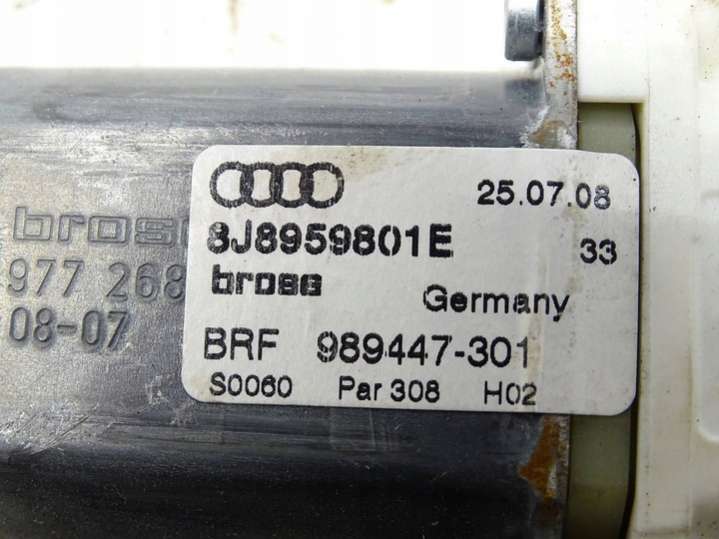 brose
977 268
08-07
25.07.08
8J8959801E
33
brose
Germany
BRF 989447-301
S0060 Par 308 H02